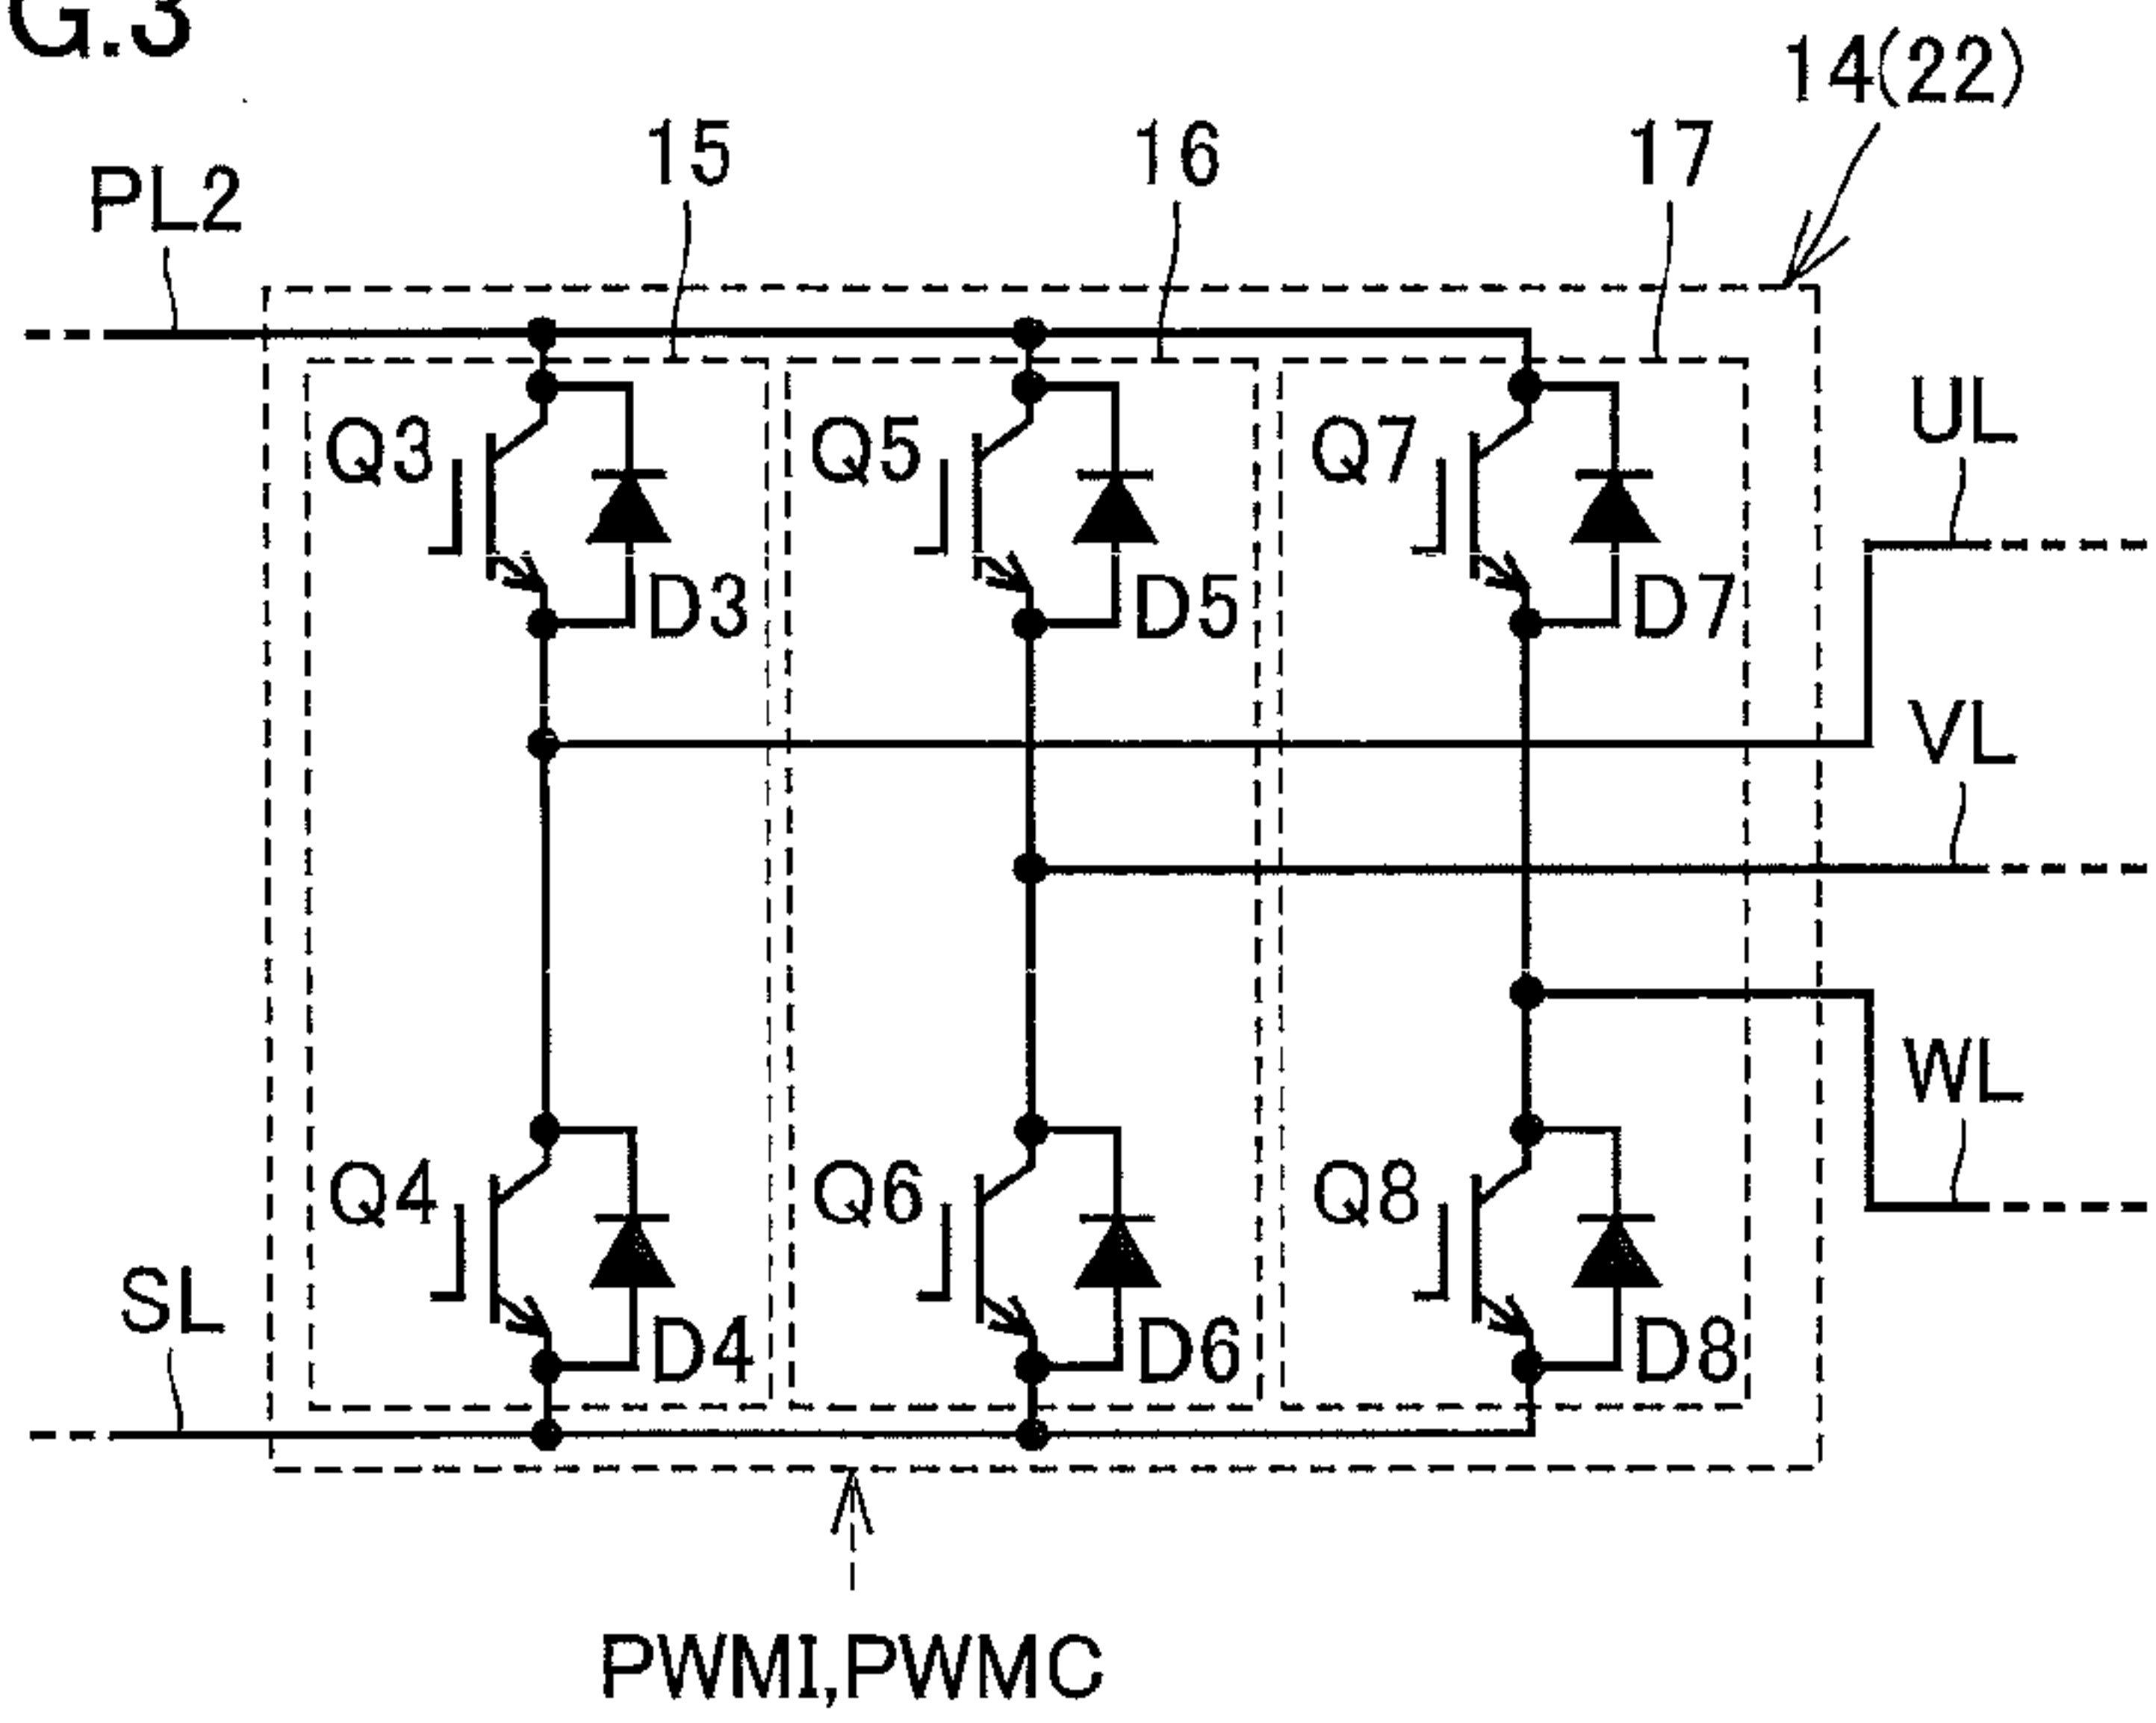 G.3
14(22)
15
16
17
PL2
Q3
Q5
Q7
UL
D3
D5
D7
VL
WL
Q4
Q6
Q8
SL
D4
D6
D8
PWMI,PWMC